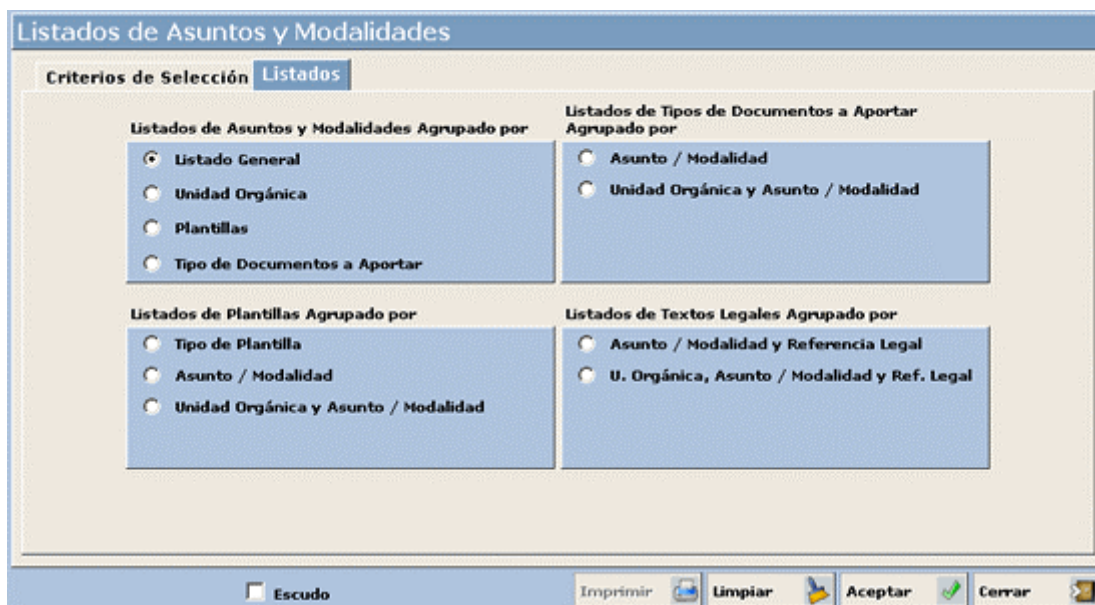 Listados de Asuntos y Modalidades
Criterios de Selección
Listados
Listados de Asuntos y Modalidades Agrupado por
Listado General
Unidad Orgánica
Plantillas
Tipo de Documentos a Aportar
Listados de Tipos de Documentos a Aportar
Agrupado por
Asunto / Modalidad
Unidad Orgánica y Asunto / Modalidad
Listados de Plantillas Agrupado por
Tipo de Plantilla
Asunto / Modalidad
Unidad Orgánica y Asunto / Modalidad
Listados de Textos Legales Agrupado por
Asunto / Modalidad y Referencia Legal
U. Orgánica, Asunto / Modalidad y Ref. Legal
Escudo
Imprimir
Limpiar
Aceptar
Cerrar